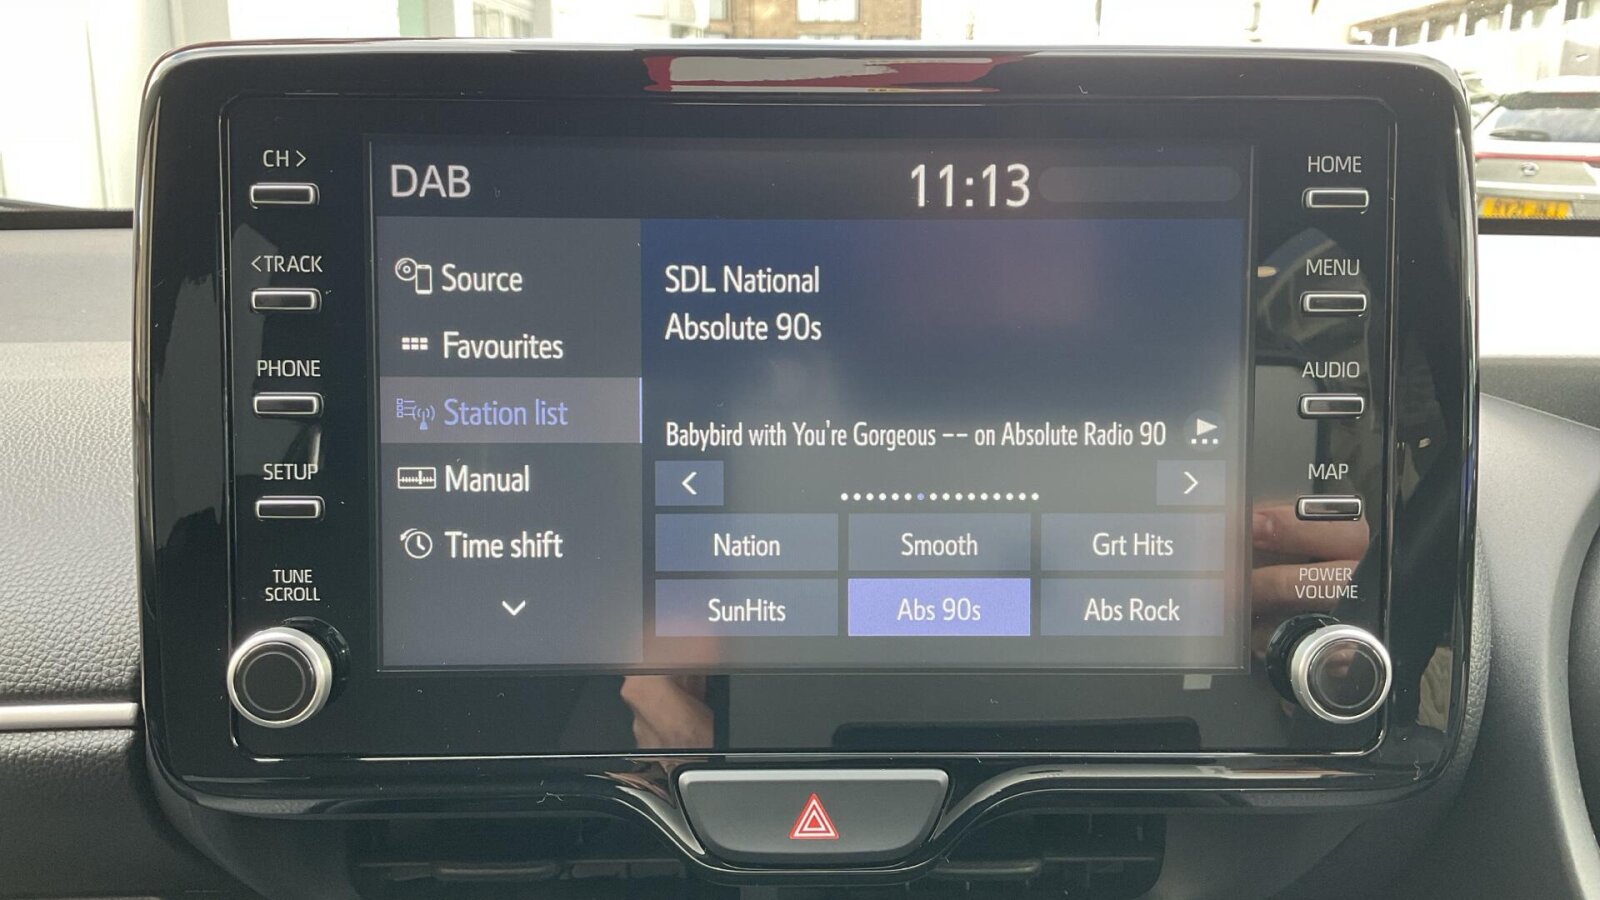 CH>
<TRACK
PHONE
SETUP
TUNE
SCROLL
DAB
11:13
Source
Favourites
Station list
Manual
Time shift
SDL National
Absolute 90s
Babybird with You're Gorgeous -- on Absolute Radio 90
<
>
Nation
Smooth
Grt Hits
SunHits
Abs 90s
Abs Rock
HOME
MENU
AUDIO
MAP
POWER
VOLUME